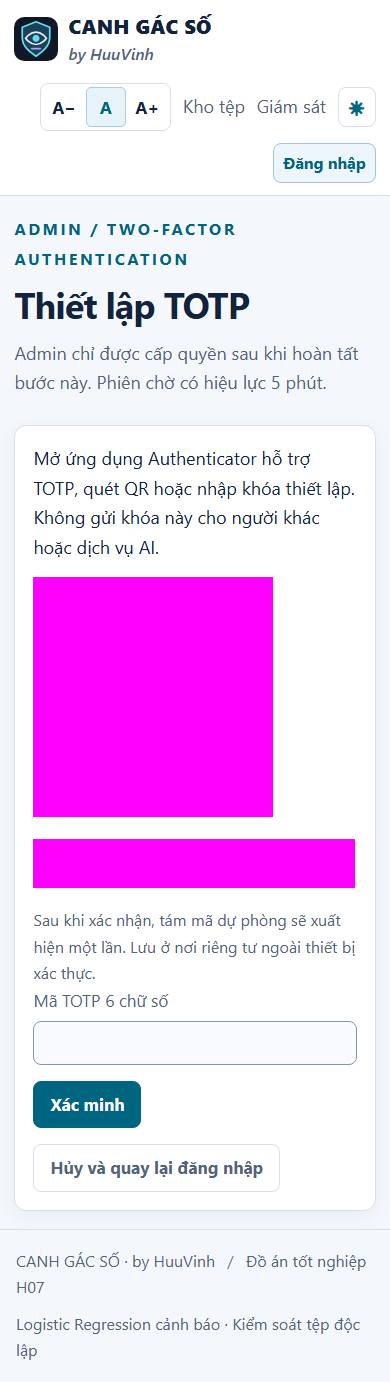 CANH GÁC SỐ
by HuuVinh
A− A A+ Kho tệp Giám sát
Đăng nhập
ADMIN / TWO-FACTOR
AUTHENTICATION
Thiết lập TOTP
Admin chỉ được cấp quyền sau khi hoàn tất
bước này. Phiên chờ có hiệu lực 5 phút.
Mở ứng dụng Authenticator hỗ trợ
TOTP, quét QR hoặc nhập khóa thiết lập.
Không gửi khóa này cho người khác
hoặc dịch vụ AI.
Sau khi xác nhận, tám mã dự phòng sẽ xuất
hiện một lần. Lưu ở nơi riêng tư ngoài thiết bị
xác thực.
Mã TOTP 6 chữ số
Xác minh
Hủy và quay lại đăng nhập
CANH GÁC SỐ · by HuuVinh / Đồ án tốt nghiệp
H07
Logistic Regression cảnh báo · Kiểm soát tệp độc
lập